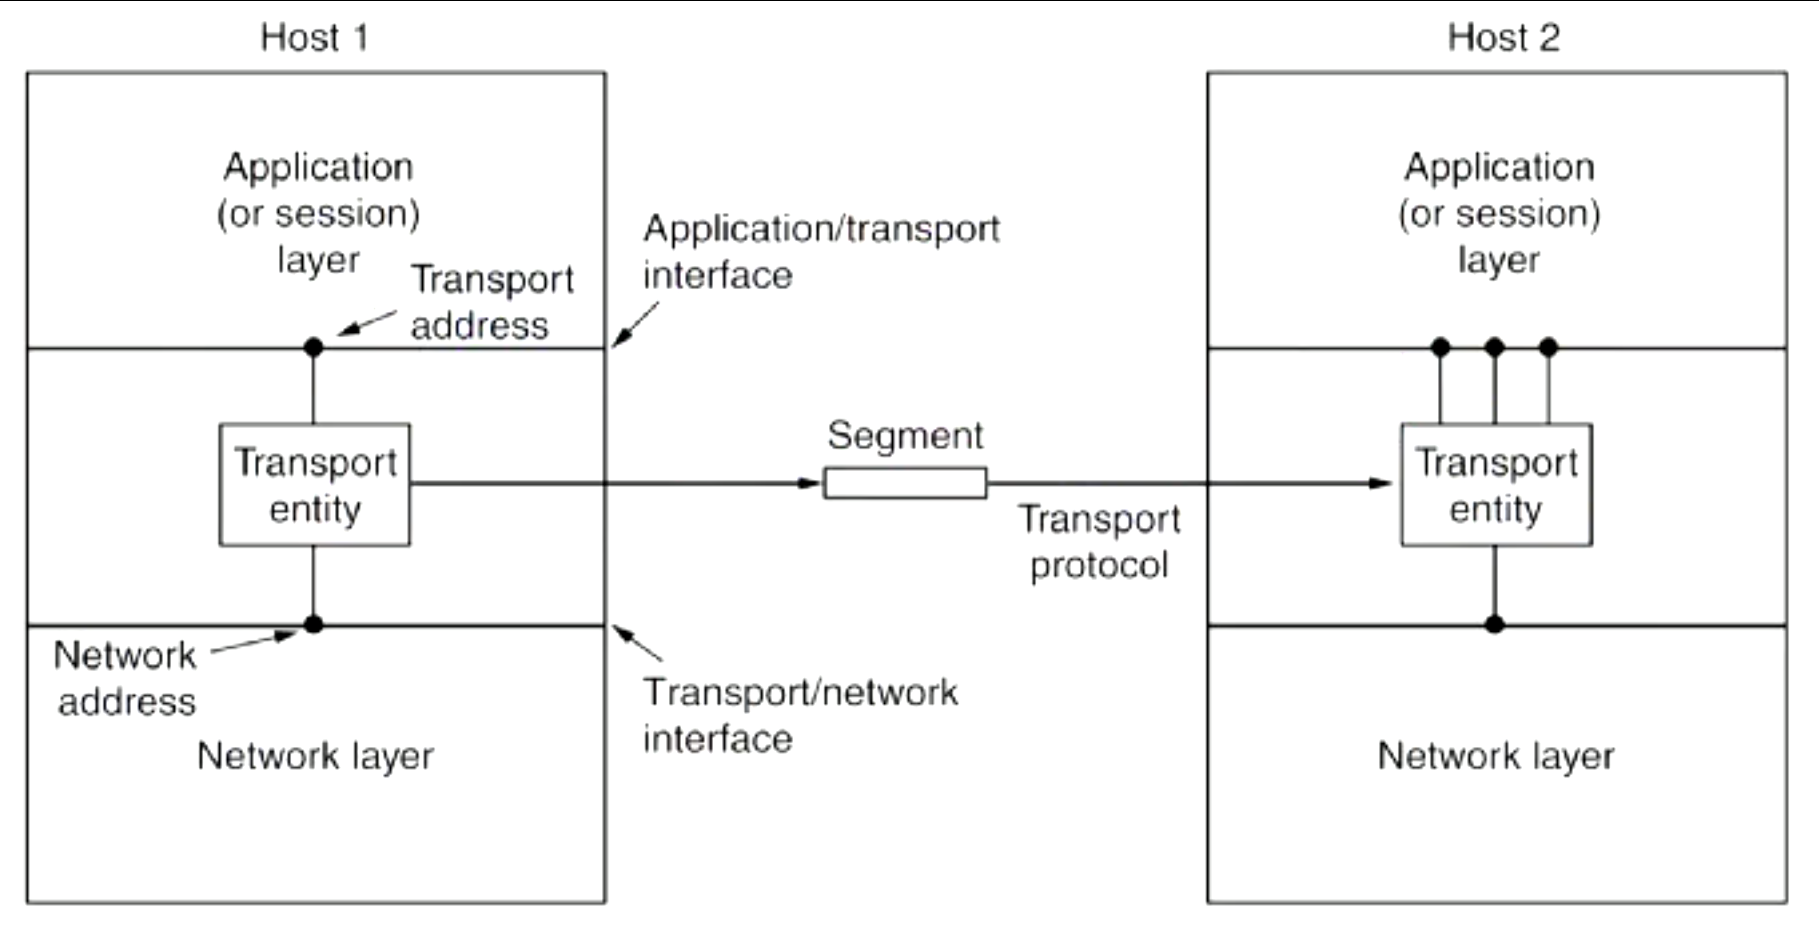 Host 1
Host 2
Application
(or session)
layer
Transport
address
Application/transport
interface
Application
(or session)
layer
Transport
entity
Segment
Transport
protocol
Transport
entity
Network
address
Network layer
Transport/network
interface
Network layer